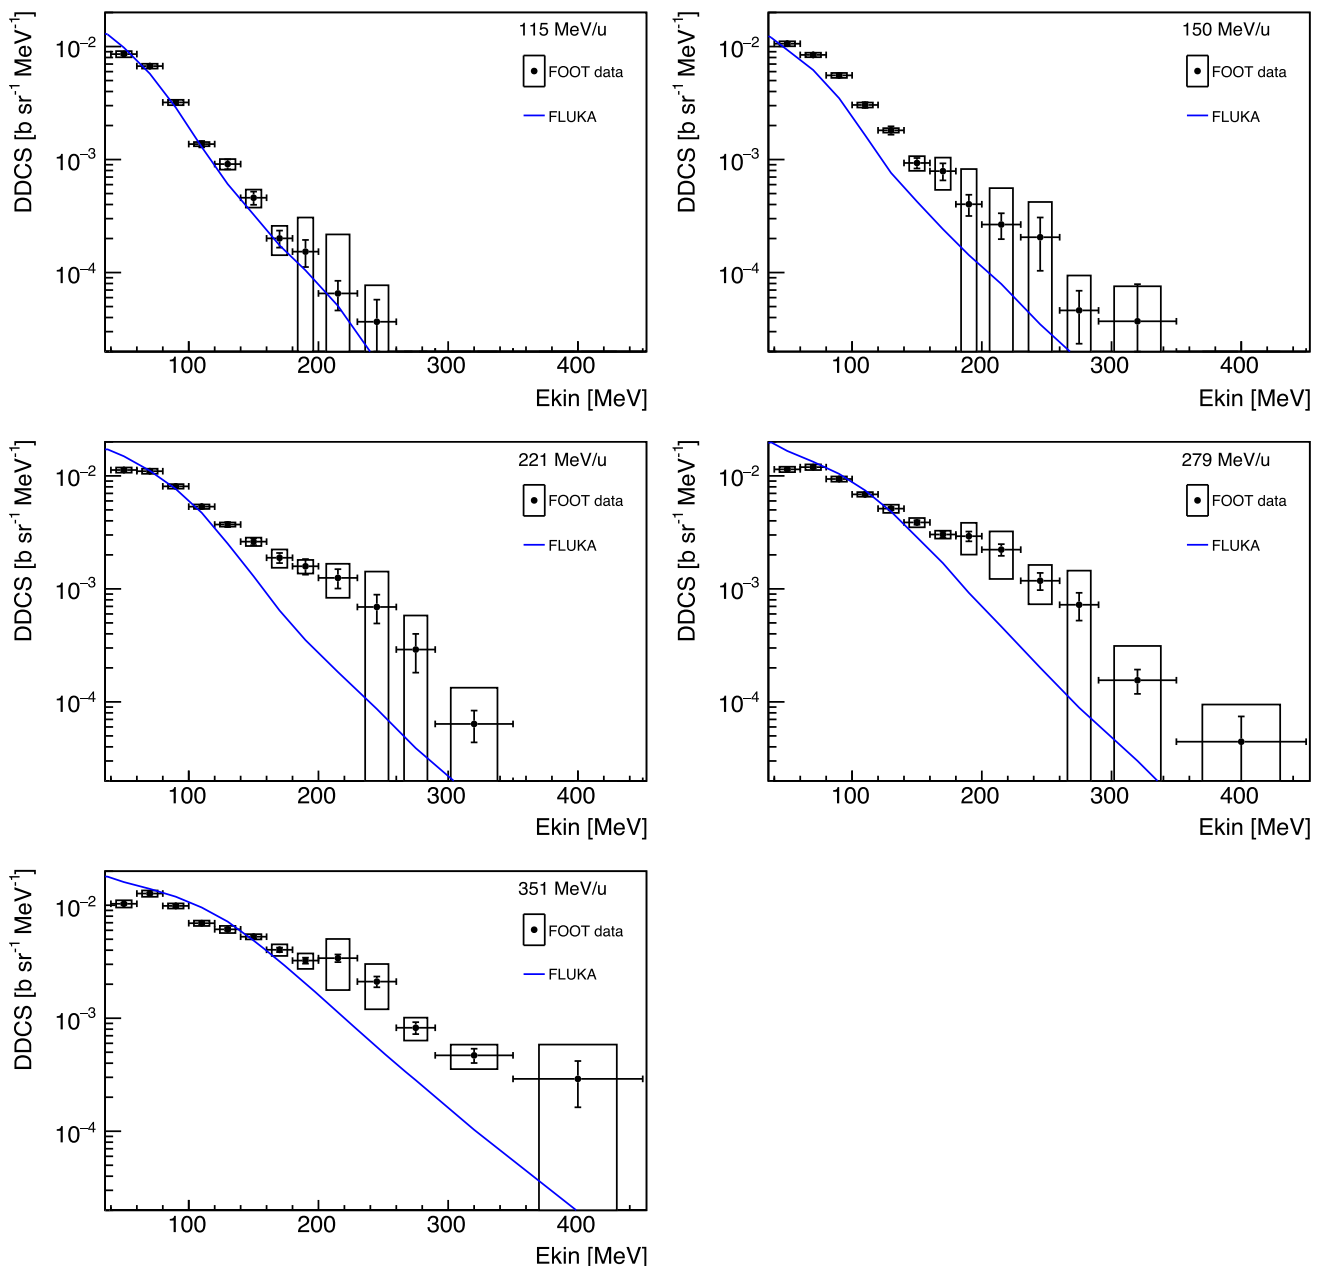 DDCS [b sr⁻¹ MeV⁻¹]
115 MeV/u
10⁻²
FOOT data
FLUKA
10⁻³
10⁻⁴
100 200 300 400
Ekin [MeV]
DDCS [b sr⁻¹ MeV⁻¹]
150 MeV/u
10⁻²
FOOT data
FLUKA
10⁻³
10⁻⁴
100 200 300 400
Ekin [MeV]
DDCS [b sr⁻¹ MeV⁻¹]
221 MeV/u
10⁻²
FOOT data
FLUKA
10⁻³
10⁻⁴
100 200 300 400
Ekin [MeV]
DDCS [b sr⁻¹ MeV⁻¹]
279 MeV/u
10⁻²
FOOT data
FLUKA
10⁻³
10⁻⁴
100 200 300 400
Ekin [MeV]
DDCS [b sr⁻¹ MeV⁻¹]
351 MeV/u
10⁻²
FOOT data
FLUKA
10⁻³
10⁻⁴
100 200 300 400
Ekin [MeV]